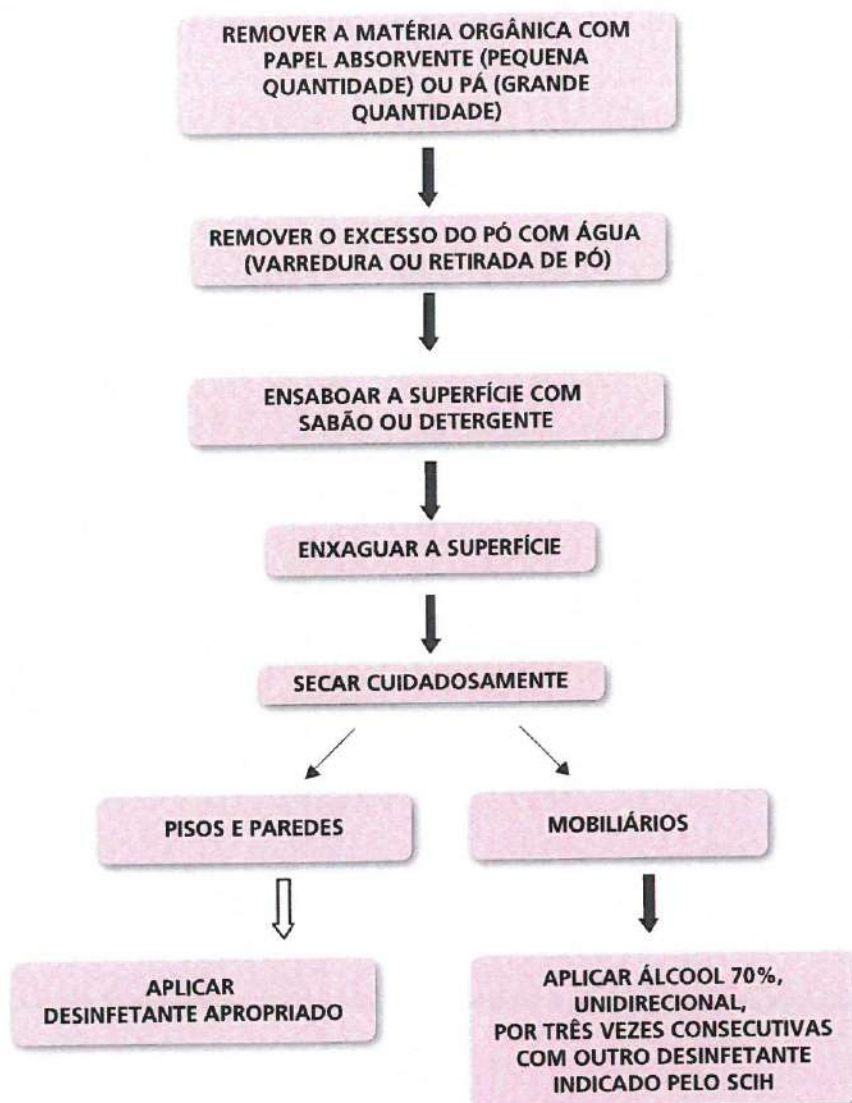 REMOVER A MATÉRIA ORGÂNICA COM
PAPEL ABSORVENTE (PEQUENA
QUANTIDADE) OU PÁ (GRANDE
QUANTIDADE)
REMOVER O EXCESSO DO PÓ COM ÁGUA
(VARREDURA OU RETIRADA DE PÓ)
ENSABOAR A SUPERFÍCIE COM
SABÃO OU DETERGENTE
ENXAGUAR A SUPERFÍCIE
SECAR CUIDADOSAMENTE
PISOS E PAREDES
MOBILIÁRIOS
APLICAR
DESINFETANTE APROPRIADO
APLICAR ÁLCOOL 70%,
UNIDIRECIONAL,
POR TRÊS VEZES CONSECUTIVAS
COM OUTRO DESINFETANTE
INDICADO PELO SCIH